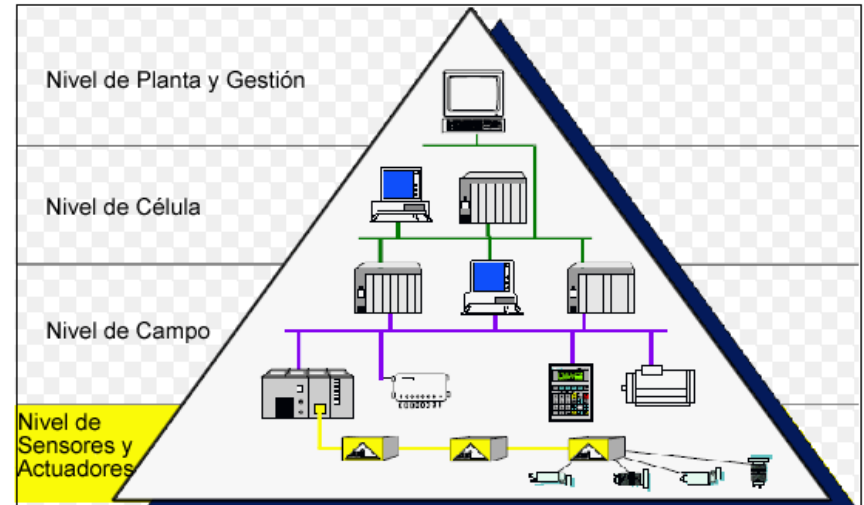 Nivel de Planta y Gestión
Nivel de Célula
Nivel de Campo
Nivel de
Sensores y
Actuadores